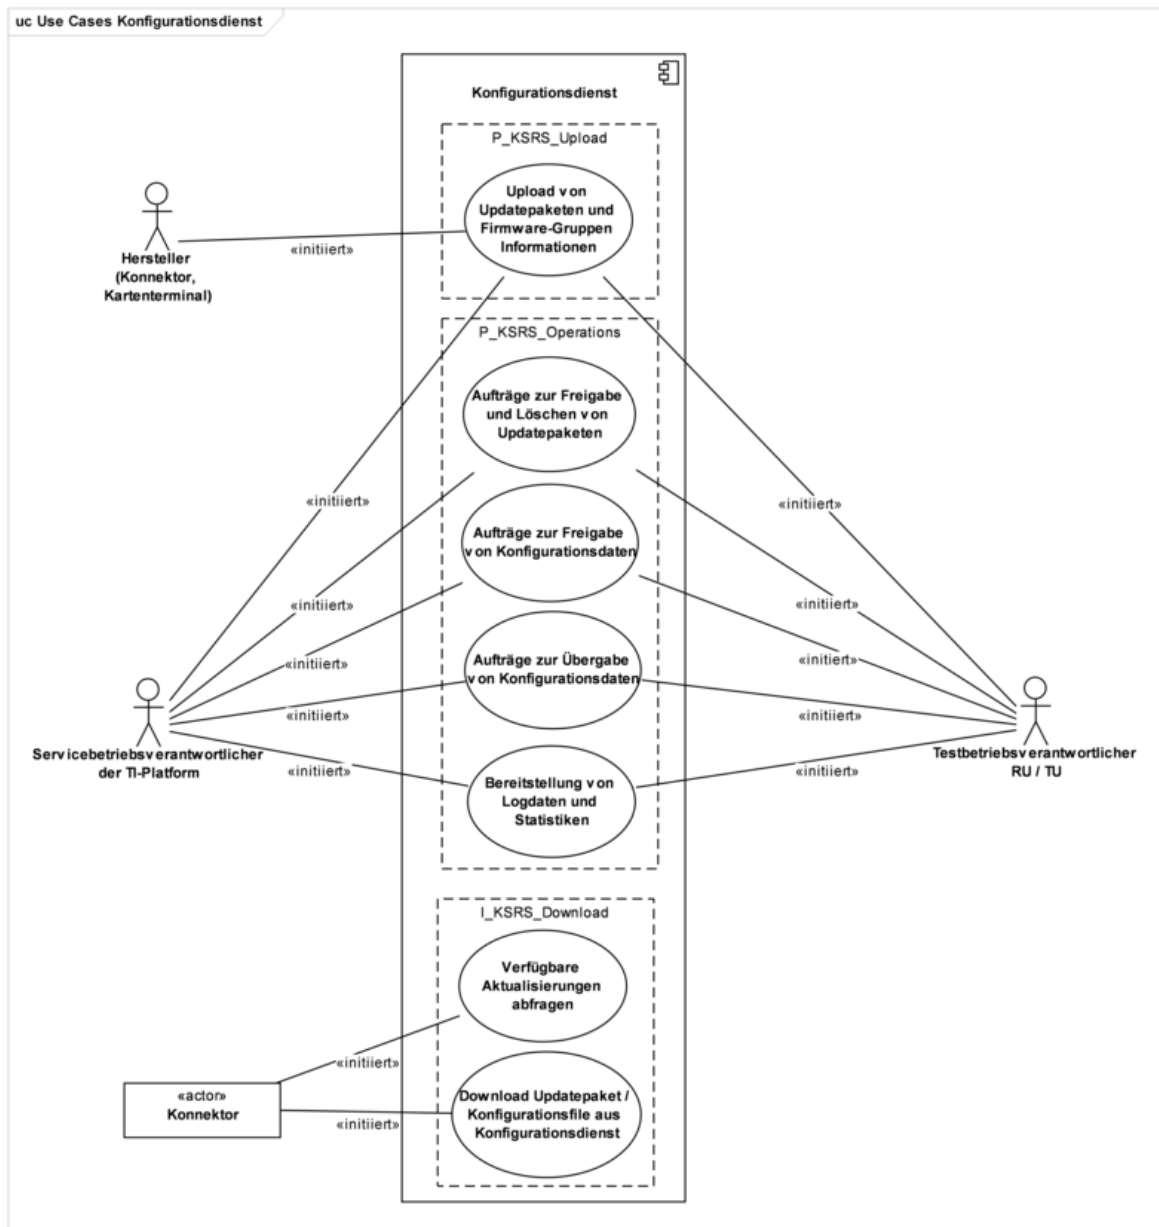 uc Use Cases Konfigurationsdienst
Konfigurationsdienst
P_KSRS_Upload
Upload von
Updatepaketen und
Firmware-Gruppen
Informationen
«initiiert»
Hersteller
(Konnektor,
Kartenterminal)
P_KSRS_Operations
Aufträge zur Freigabe
und Löschen von
Updatepaketen
«initiiert»
«initiiert»
Aufträge zur Freigabe
von Konfigurationsdaten
«initiiert»
«initiiert»
Aufträge zur Übergabe
von Konfigurationsdaten
«initiiert»
«initiert»
«initiiert»
«initiiert»
Servicebetriebsverantwortlicher
der TI-Platform
Testbetriebsverantwortlicher
RU / TU
«initiiert»
«initiiert»
Bereitstellung von
Logdaten und
Statistiken
I_KSRS_Download
Verfügbare
Aktualisierungen
abfragen
«initiiert»
«actor»
Konnektor
«initiiert»
Download Updatepaket /
Konfigurationsfile aus
Konfigurationsdienst